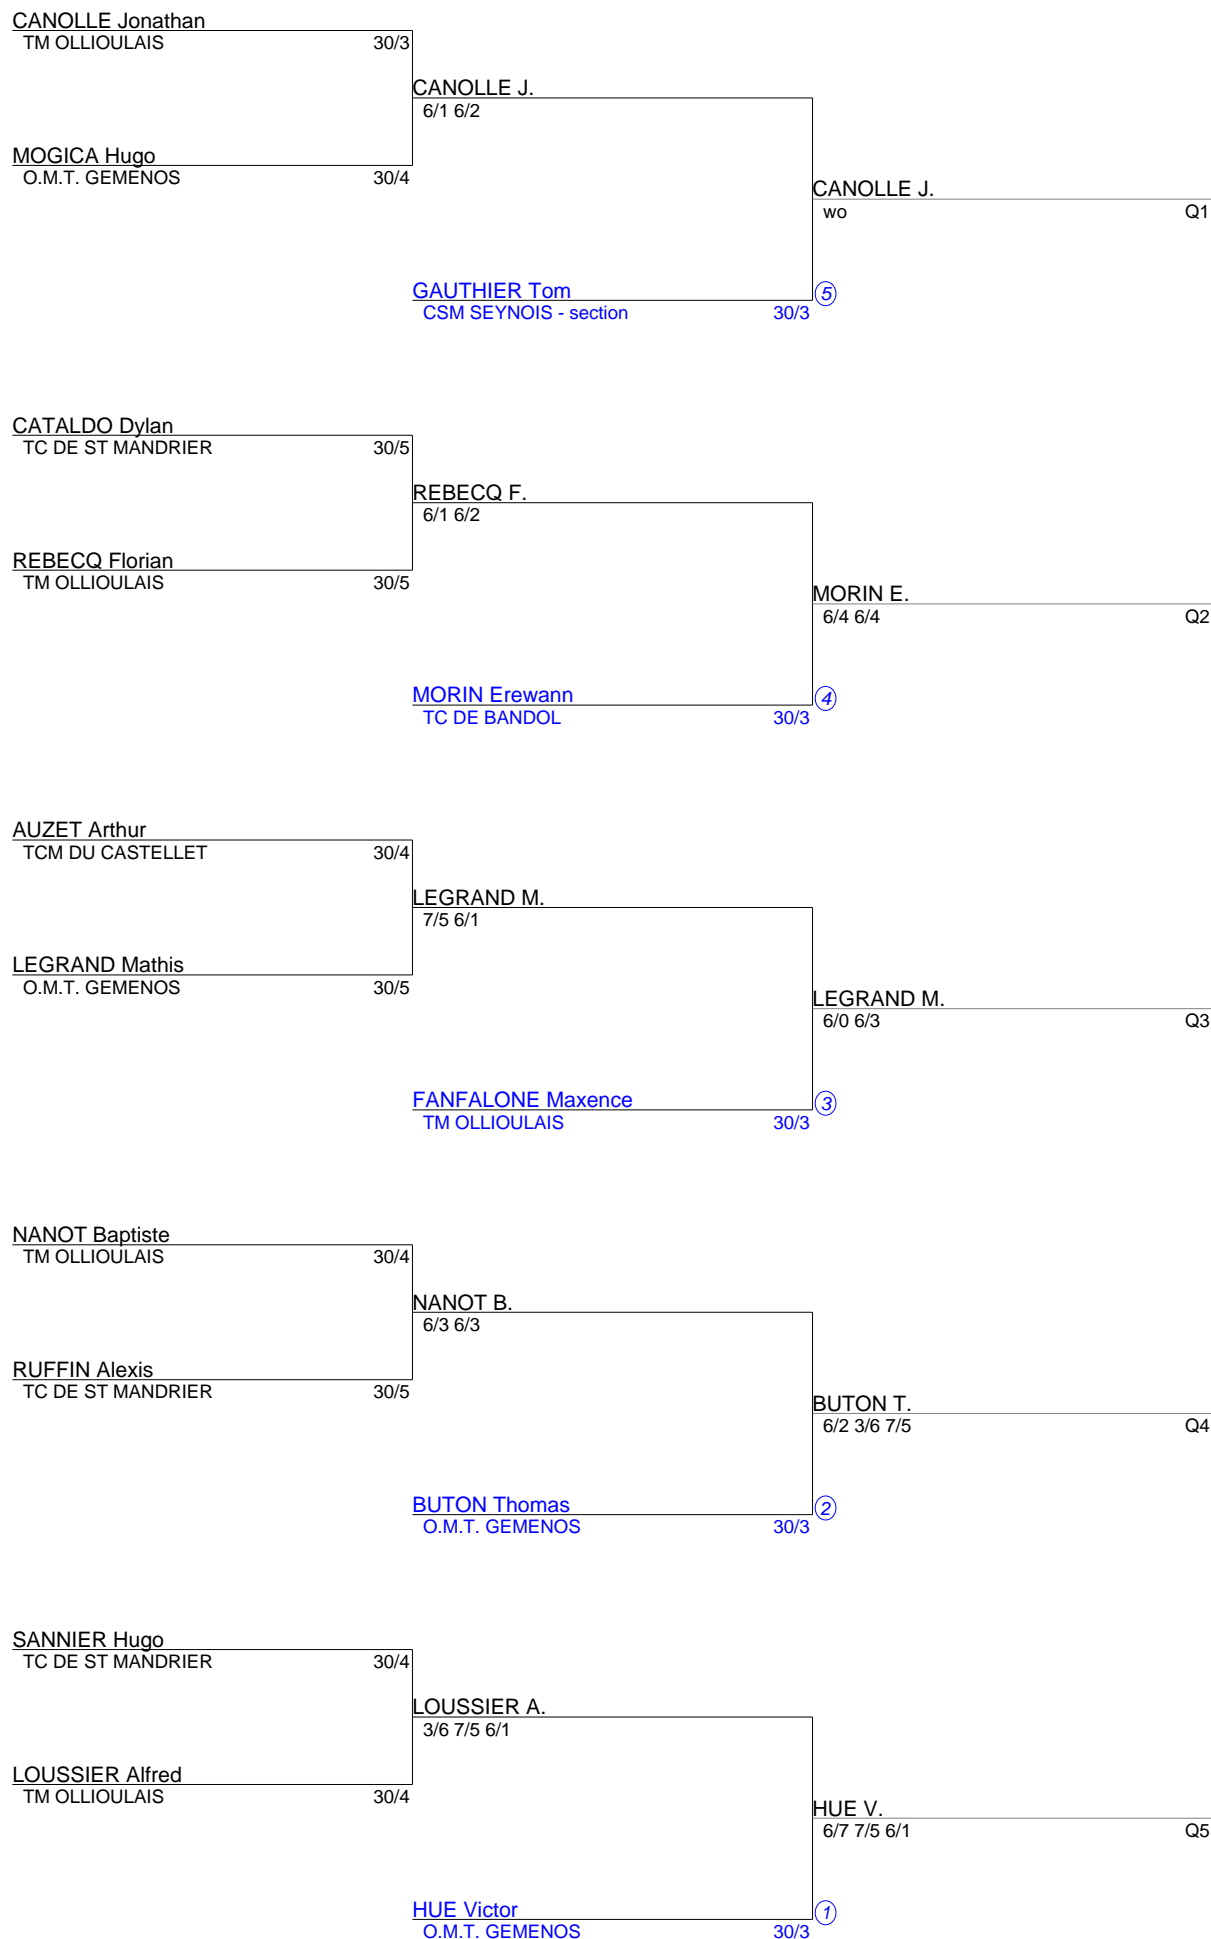 CANOLLE Jonathan
TM OLLIOULAIS 30/3
CANOLLE J.
6/1 6/2
MOGICA Hugo
O.M.T. GEMENOS 30/4
CANOLLE J.
wo Q1
GAUTHIER Tom 5
CSM SEYNOIS - section 30/3
CATALDO Dylan
TC DE ST MANDRIER 30/5
REBECQ F.
6/1 6/2
REBECQ Florian
TM OLLIOULAIS 30/5
MORIN E.
6/4 6/4 Q2
MORIN Erewann 4
TC DE BANDOL 30/3
AUZET Arthur
TCM DU CASTELLET 30/4
LEGRAND M.
7/5 6/1
LEGRAND Mathis
O.M.T. GEMENOS 30/5
LEGRAND M.
6/0 6/3 Q3
FANFALONE Maxence 3
TM OLLIOULAIS 30/3
NANOT Baptiste
TM OLLIOULAIS 30/4
NANOT B.
6/3 6/3
RUFFIN Alexis
TC DE ST MANDRIER 30/5
BUTON T.
6/2 3/6 7/5 Q4
BUTON Thomas 2
O.M.T. GEMENOS 30/3
SANNIER Hugo
TC DE ST MANDRIER 30/4
LOUSSIER A.
3/6 7/5 6/1
LOUSSIER Alfred
TM OLLIOULAIS 30/4
HUE V.
6/7 7/5 6/1 Q5
HUE Victor 1
O.M.T. GEMENOS 30/3